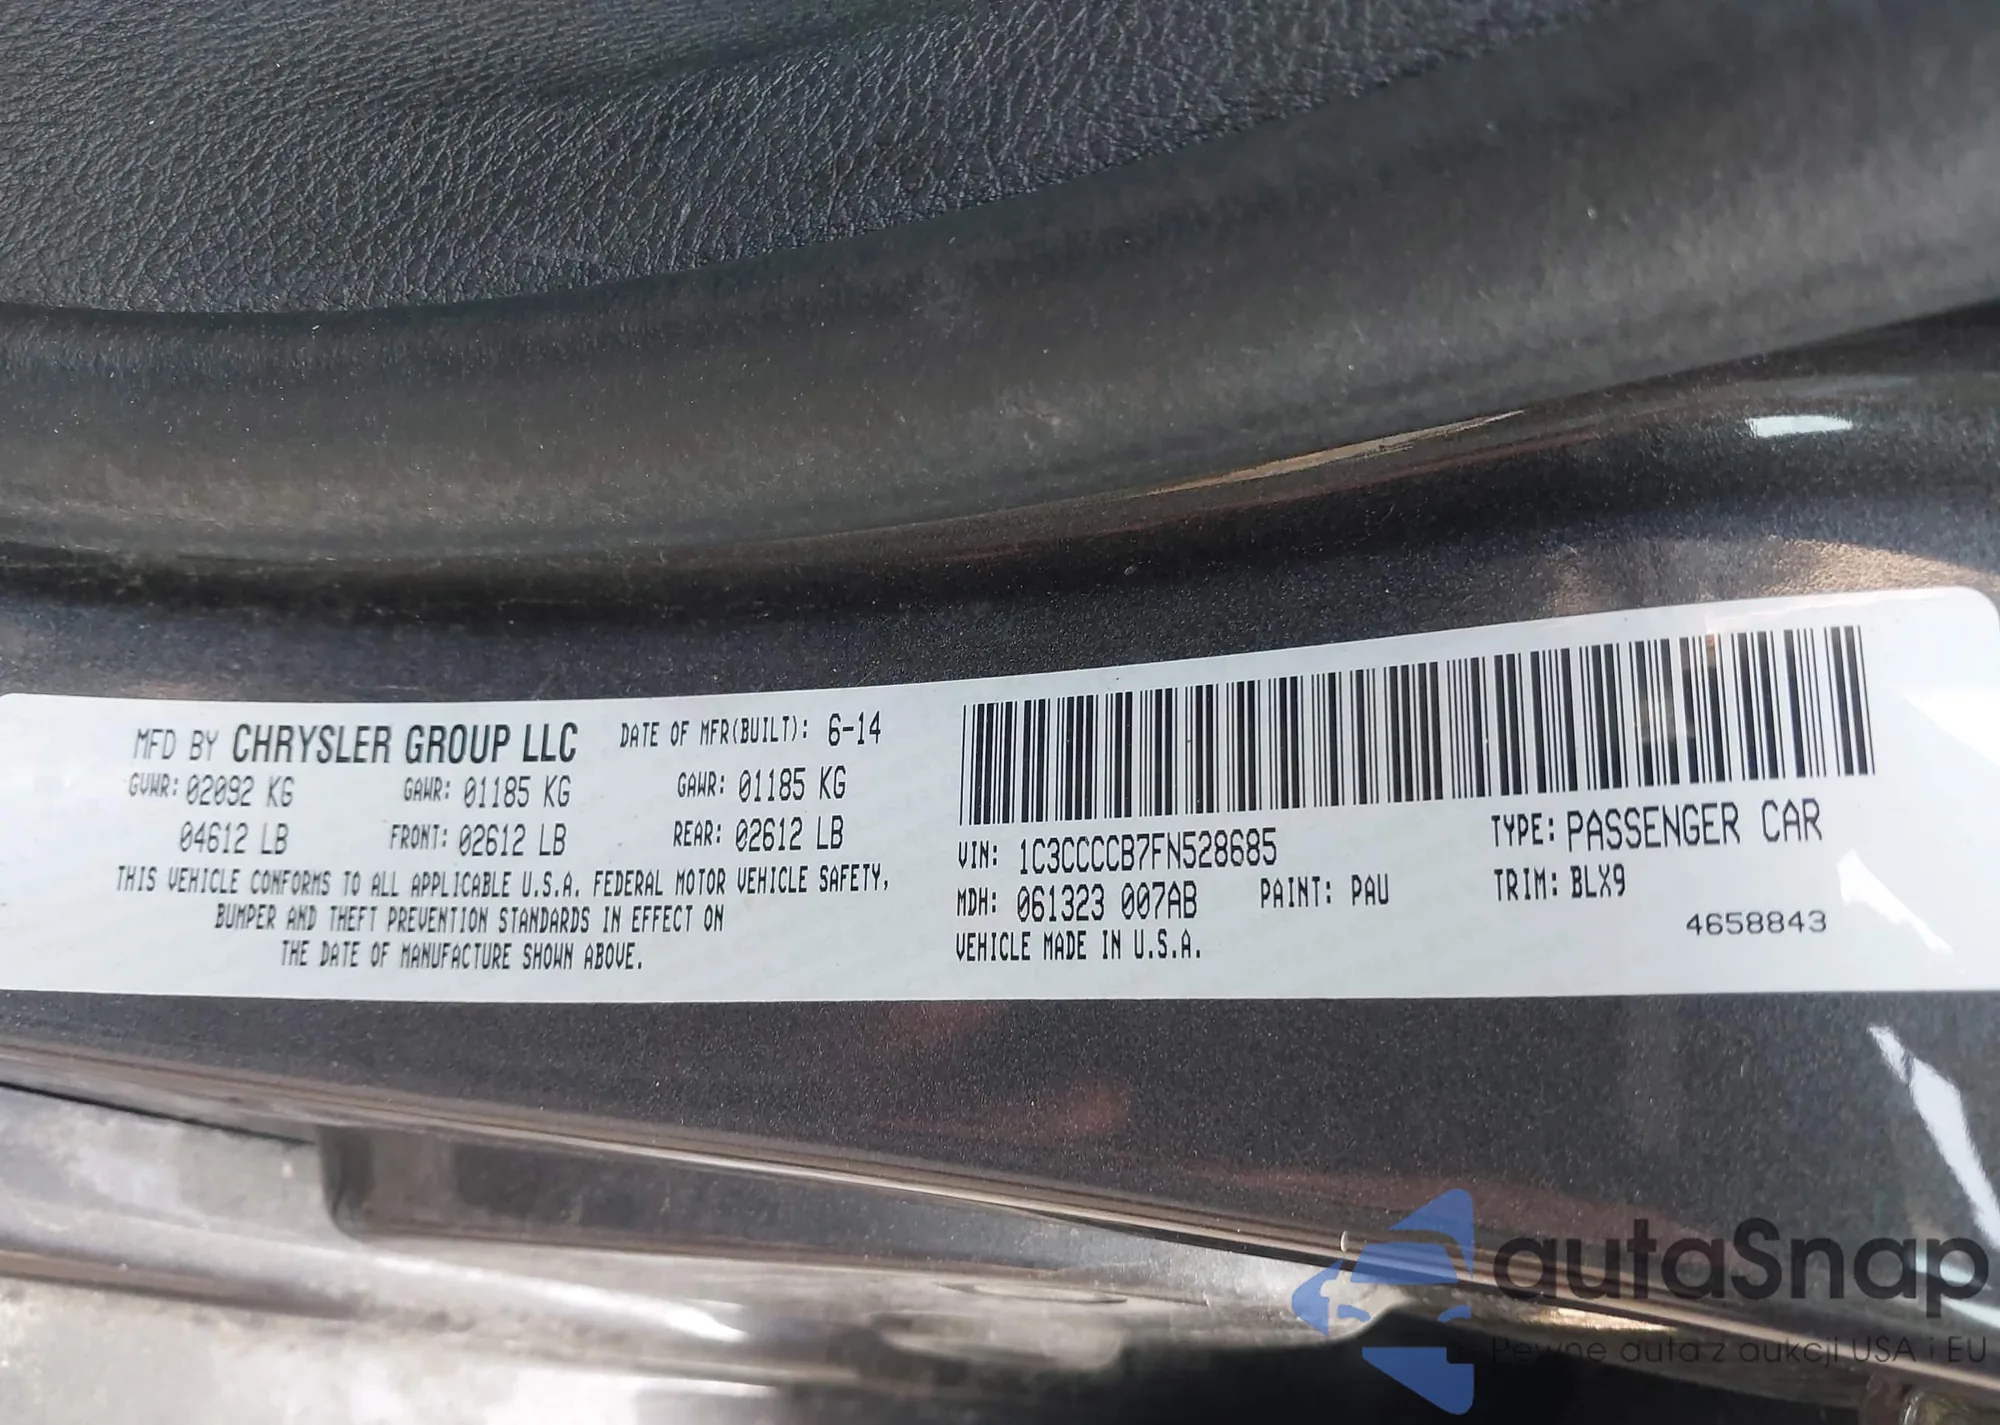 MFD BY CHRYSLER GROUP LLC DATE OF MFR(BUILT): 6-14
GVWR: 02092 KG GAWR: 01185 KG GAWR: 01185 KG
04612 LB FRONT: 02612 LB REAR: 02612 LB
THIS VEHICLE CONFORMS TO ALL APPLICABLE U.S.A. FEDERAL MOTOR VEHICLE SAFETY,
BUMPER AND THEFT PREVENTION STANDARDS IN EFFECT ON
THE DATE OF MANUFACTURE SHOWN ABOVE.
VIN: 1C3CCCCB7FN528685 TYPE: PASSENGER CAR
MDH: 061323 007AB PAINT: PAU TRIM: BLX9
VEHICLE MADE IN U.S.A. 4658843
autaSnap
Pewne auta z aukcji USA i EU